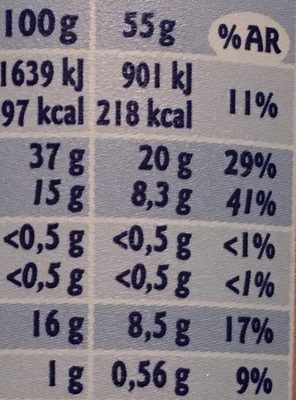 100g 55g %AR
1639 kJ 901 kJ
97 kcal 218 kcal 11%
37 g 20 g 29%
15 g 8,3 g 41%
<0,5 g <0,5 g <1%
<0,5 g <0,5 g <1%
16 g 8,5 g 17%
1 g 0,56 g 9%